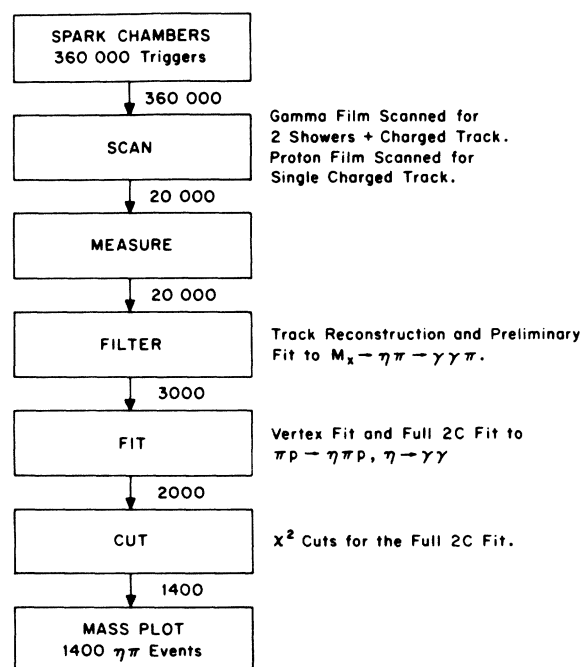 SPARK CHAMBERS
360 000 Triggers
360 000
SCAN
Gamma Film Scanned for
2 Showers + Charged Track.
Proton Film Scanned for
Single Charged Track.
20 000
MEASURE
20 000
FILTER
Track Reconstruction and Preliminary
Fit to Mₓ → ηπ → γγπ.
3000
FIT
Vertex Fit and Full 2C Fit to
πp → ηπp, η → γγ
2000
CUT
χ² Cuts for the Full 2C Fit.
1400
MASS PLOT
1400 ηπ Events